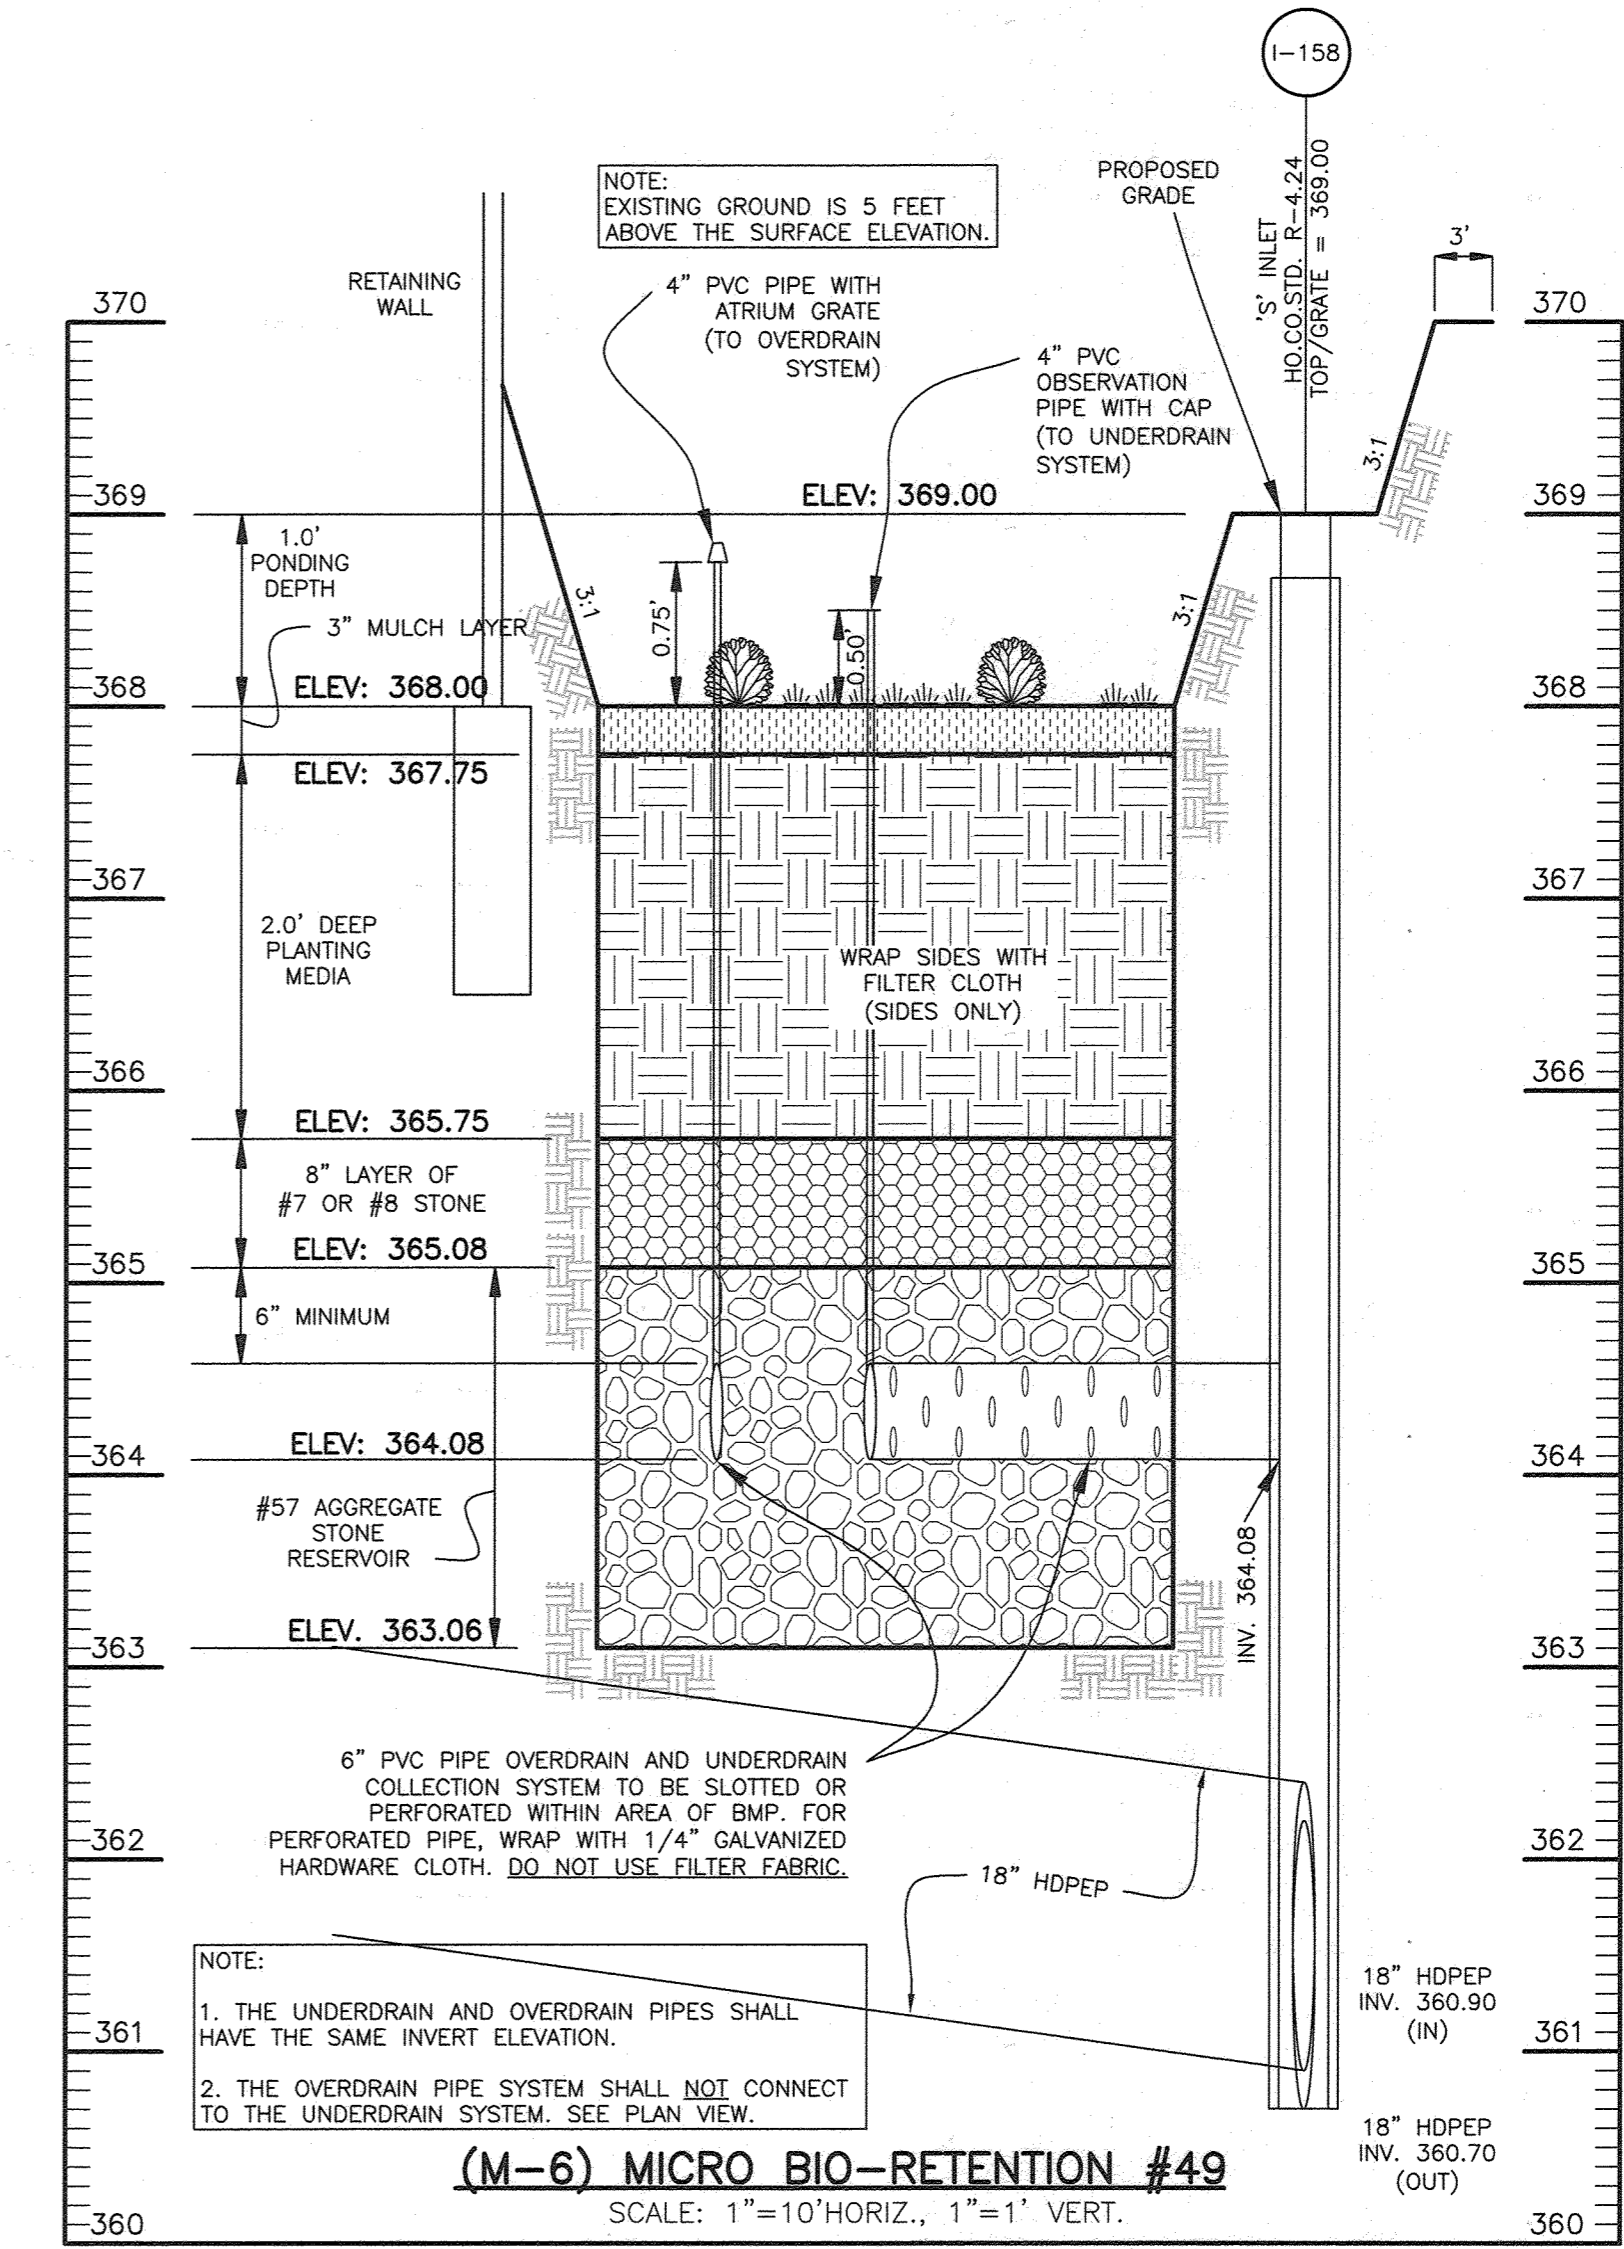 I-158
'S' INLET
HO.CO.STD. R-4.24
TOP/GRATE = 369.00
NOTE:
EXISTING GROUND IS 5 FEET
ABOVE THE SURFACE ELEVATION.
PROPOSED
GRADE
3'
RETAINING
WALL
4" PVC PIPE WITH
ATRIUM GRATE
(TO OVERDRAIN
SYSTEM)
4" PVC
OBSERVATION
PIPE WITH CAP
(TO UNDERDRAIN
SYSTEM)
370
370
3:1
369
ELEV: 369.00
369
1.0'
PONDING
DEPTH
3:1
3:1
0.75'
0.50'
3" MULCH LAYER
368
ELEV: 368.00
368
ELEV: 367.75
367
367
2.0' DEEP
PLANTING
MEDIA
WRAP SIDES WITH
FILTER CLOTH
(SIDES ONLY)
366
366
ELEV: 365.75
8" LAYER OF
#7 OR #8 STONE
ELEV: 365.08
365
365
6" MINIMUM
ELEV: 364.08
364
364
#57 AGGREGATE
STONE
RESERVOIR
INV. 364.08
ELEV. 363.06
363
363
6" PVC PIPE OVERDRAIN AND UNDERDRAIN
COLLECTION SYSTEM TO BE SLOTTED OR
PERFORATED WITHIN AREA OF BMP. FOR
PERFORATED PIPE, WRAP WITH 1/4" GALVANIZED
HARDWARE CLOTH. DO NOT USE FILTER FABRIC.
362
362
18" HDPEP
NOTE:
1. THE UNDERDRAIN AND OVERDRAIN PIPES SHALL
HAVE THE SAME INVERT ELEVATION.
2. THE OVERDRAIN PIPE SYSTEM SHALL NOT CONNECT
TO THE UNDERDRAIN SYSTEM. SEE PLAN VIEW.
18" HDPEP
INV. 360.90
(IN)
361
361
18" HDPEP
INV. 360.70
(OUT)
(M-6) MICRO BIO-RETENTION #49
SCALE: 1"=10'HORIZ., 1"=1' VERT.
360
360